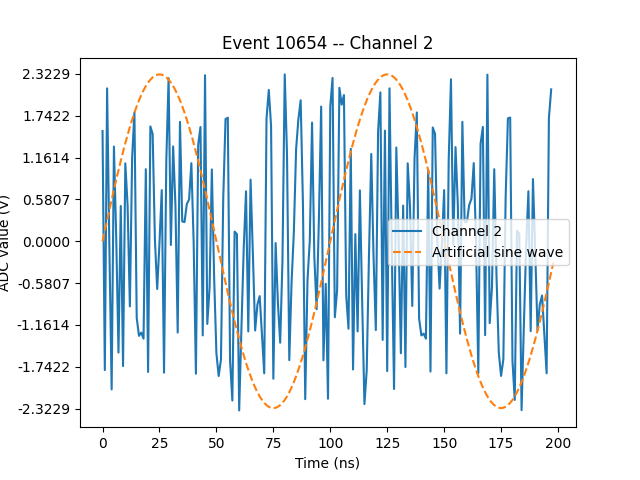 Event 10654 -- Channel 2
2.3229
1.7422
1.1614
0.5807
0.0000
-0.5807
-1.1614
-1.7422
-2.3229
ADC Value (V)
Channel 2
Artificial sine wave
0 25 50 75 100 125 150 175 200
Time (ns)